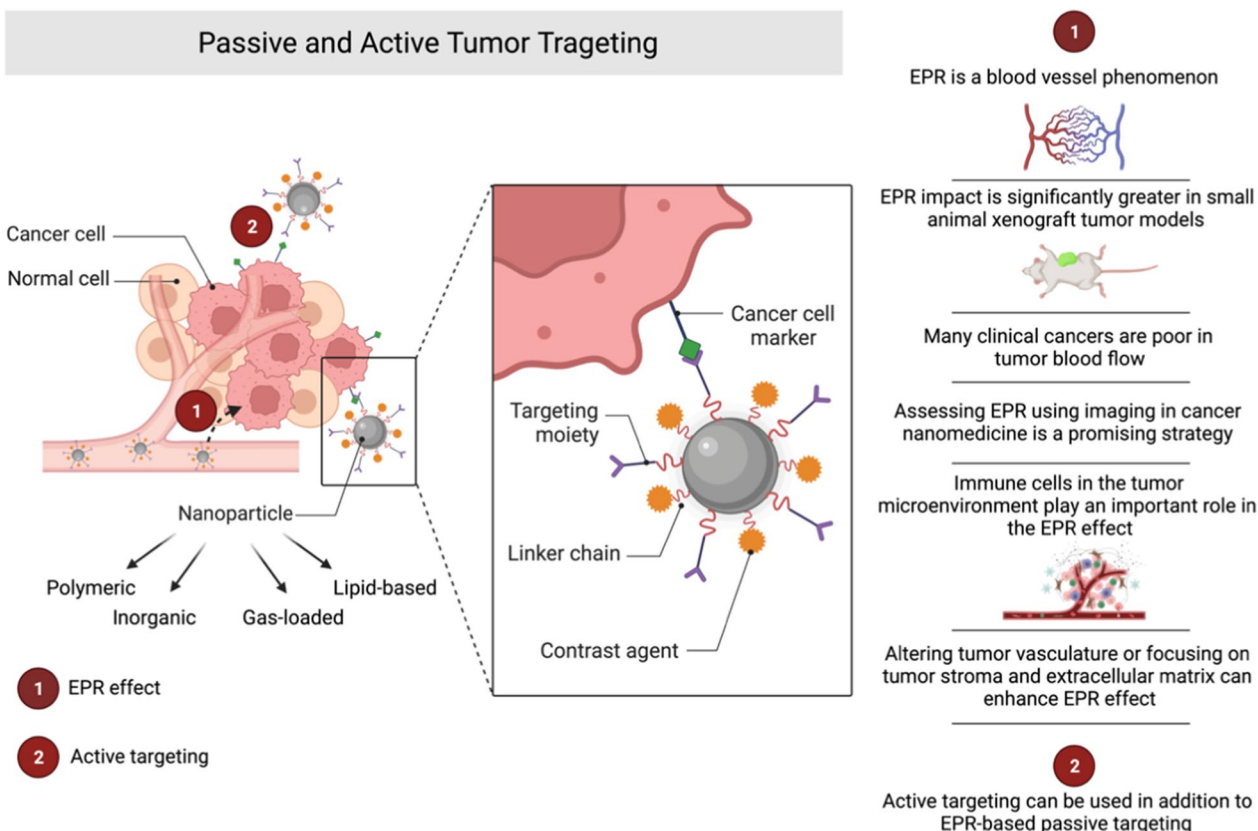 Passive and Active Tumor Trageting
2
Cancer cell
Normal cell
1
Nanoparticle
Polymeric
Inorganic
Gas-loaded
Lipid-based
1 EPR effect
2 Active targeting
Cancer cell
marker
Targeting
moiety
Linker chain
Contrast agent
1
EPR is a blood vessel phenomenon
EPR impact is significantly greater in small
animal xenograft tumor models
Many clinical cancers are poor in
tumor blood flow
Assessing EPR using imaging in cancer
nanomedicine is a promising strategy
Immune cells in the tumor
microenvironment play an important role in
the EPR effect
Altering tumor vasculature or focusing on
tumor stroma and extracellular matrix can
enhance EPR effect
2
Active targeting can be used in addition to
EPR-based passive targeting